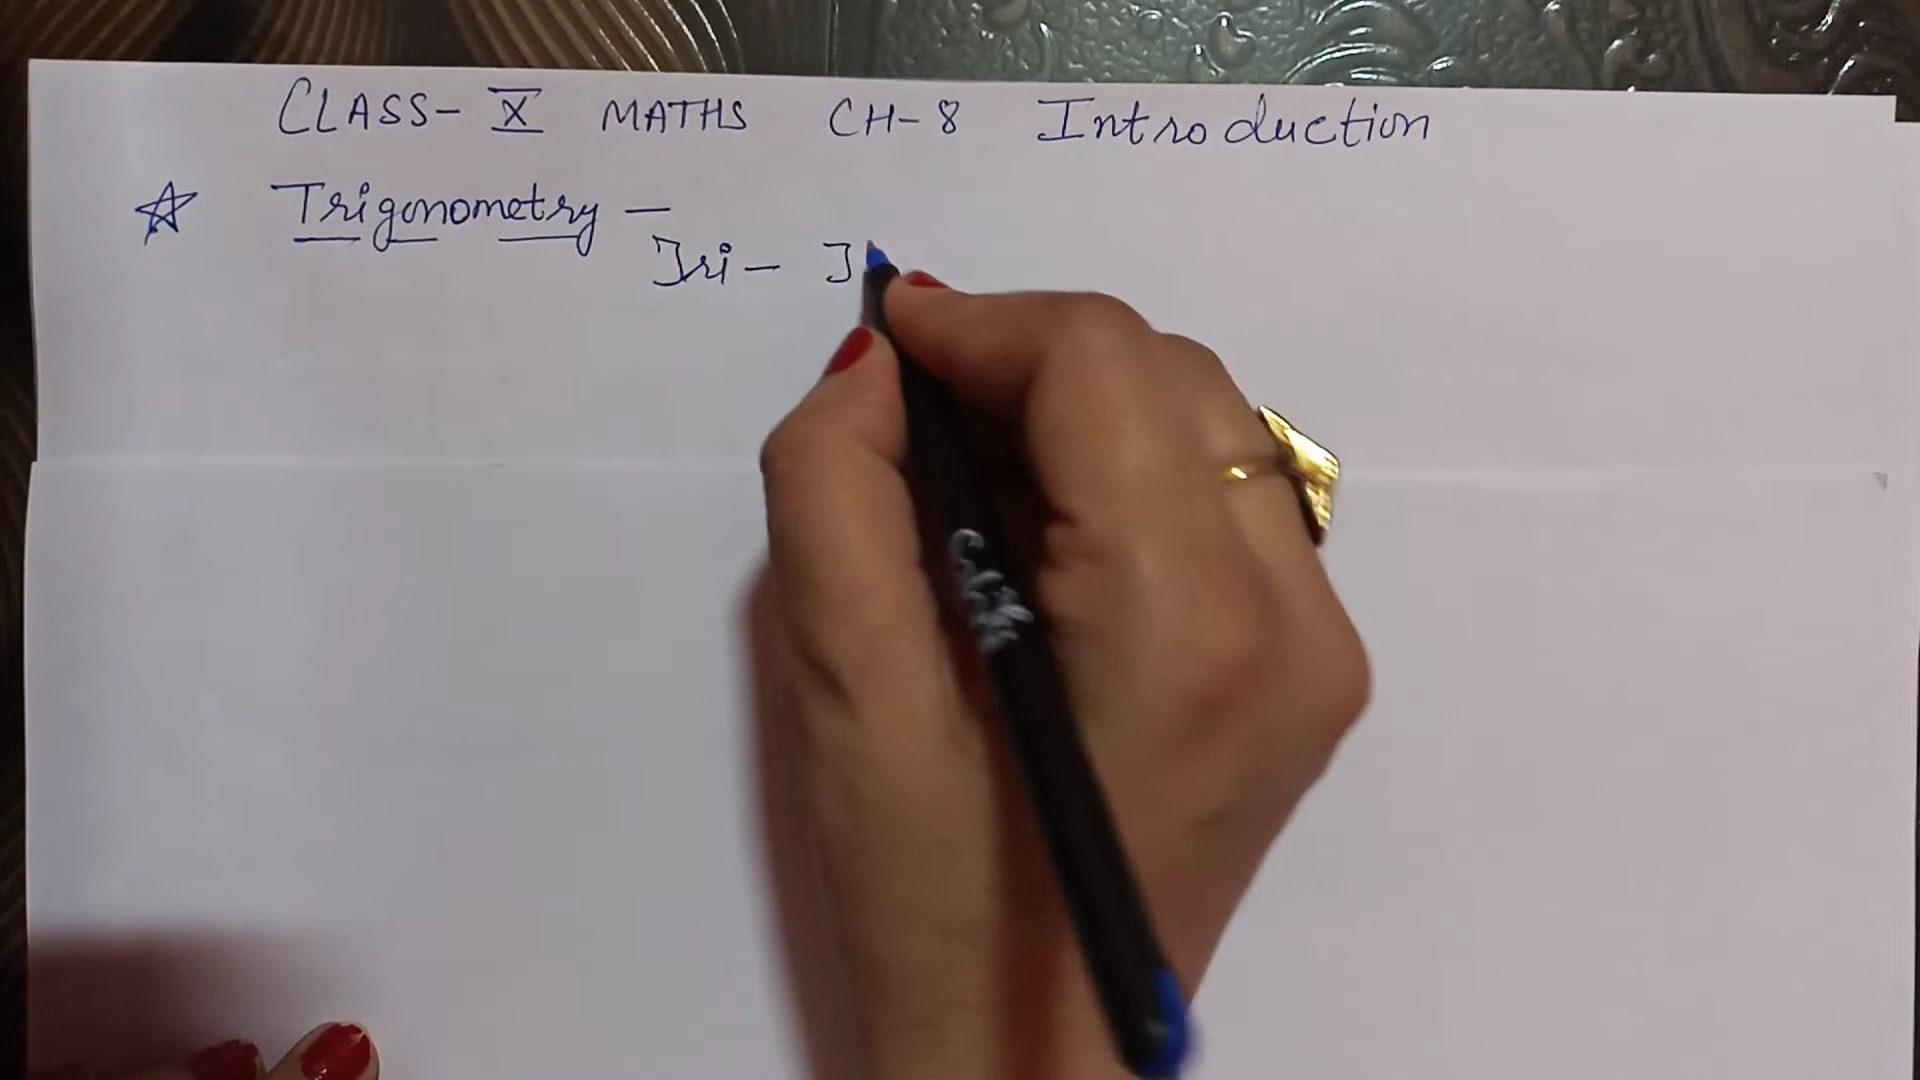 CLASS- X MATHS CH-8 Introduction
☆ Trigonometry —
Tri — T